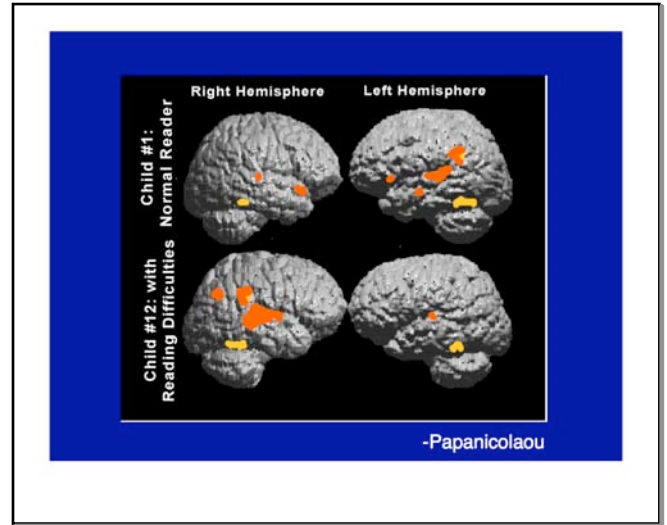 Right Hemisphere
Left Hemisphere
Child #1:
Normal Reader
Child #12: with
Reading Difficulties
-Papanicolaou